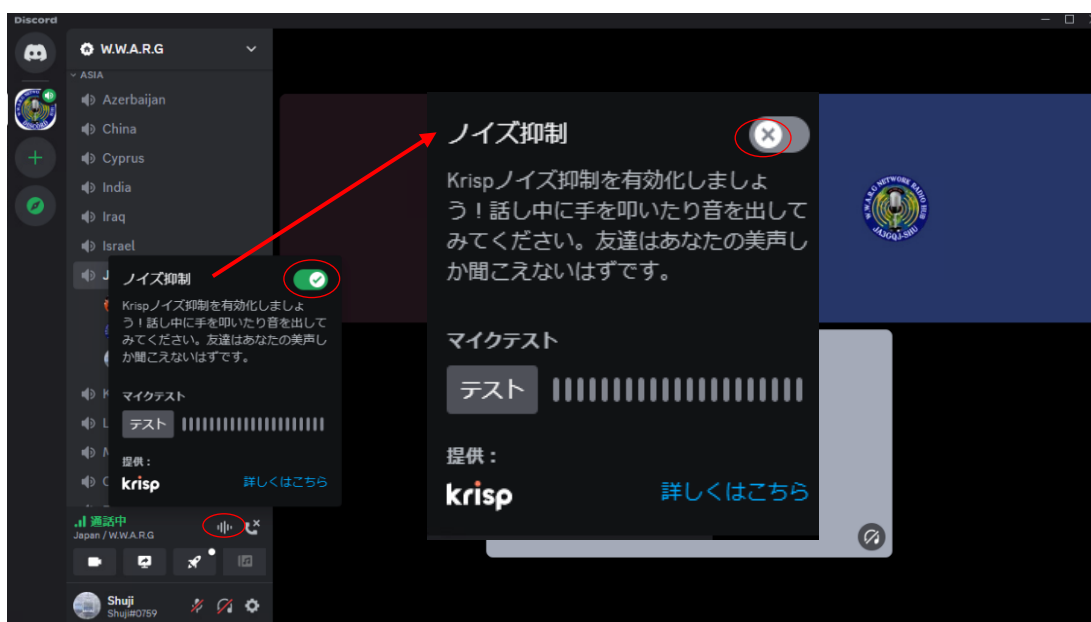 Discord
W.W.A.R.G
ASIA
Azerbaijan
China
Cyprus
India
Iraq
Israel
J
ノイズ抑制
Krispノイズ抑制を有効化しましょ
う！話し中に手を叩いたり音を出して
みてください。友達はあなたの美声し
か聞こえないはずです。
マイクテスト
テスト
提供：
krisp
詳しくはこちら
K
L
M
通話中
Japan / W.W.A.R.G
Shuji
Shuji#0759
ノイズ抑制
Krispノイズ抑制を有効化しましょ
う！話し中に手を叩いたり音を出して
みてください。友達はあなたの美声し
か聞こえないはずです。
マイクテスト
テスト
提供：
krisp
詳しくはこちら
W.W.A.R.G NETWORK RADIO HUB
JA3GQJ-SHU